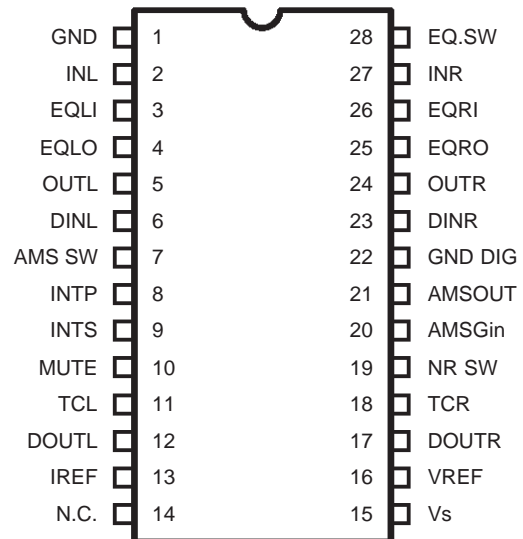 GND 1 28 EQ.SW
INL 2 27 INR
EQLI 3 26 EQRI
EQLO 4 25 EQRO
OUTL 5 24 OUTR
DINL 6 23 DINR
AMS SW 7 22 GND DIG
INTP 8 21 AMSOUT
INTS 9 20 AMSGin
MUTE 10 19 NR SW
TCL 11 18 TCR
DOUTL 12 17 DOUTR
IREF 13 16 VREF
N.C. 14 15 Vs